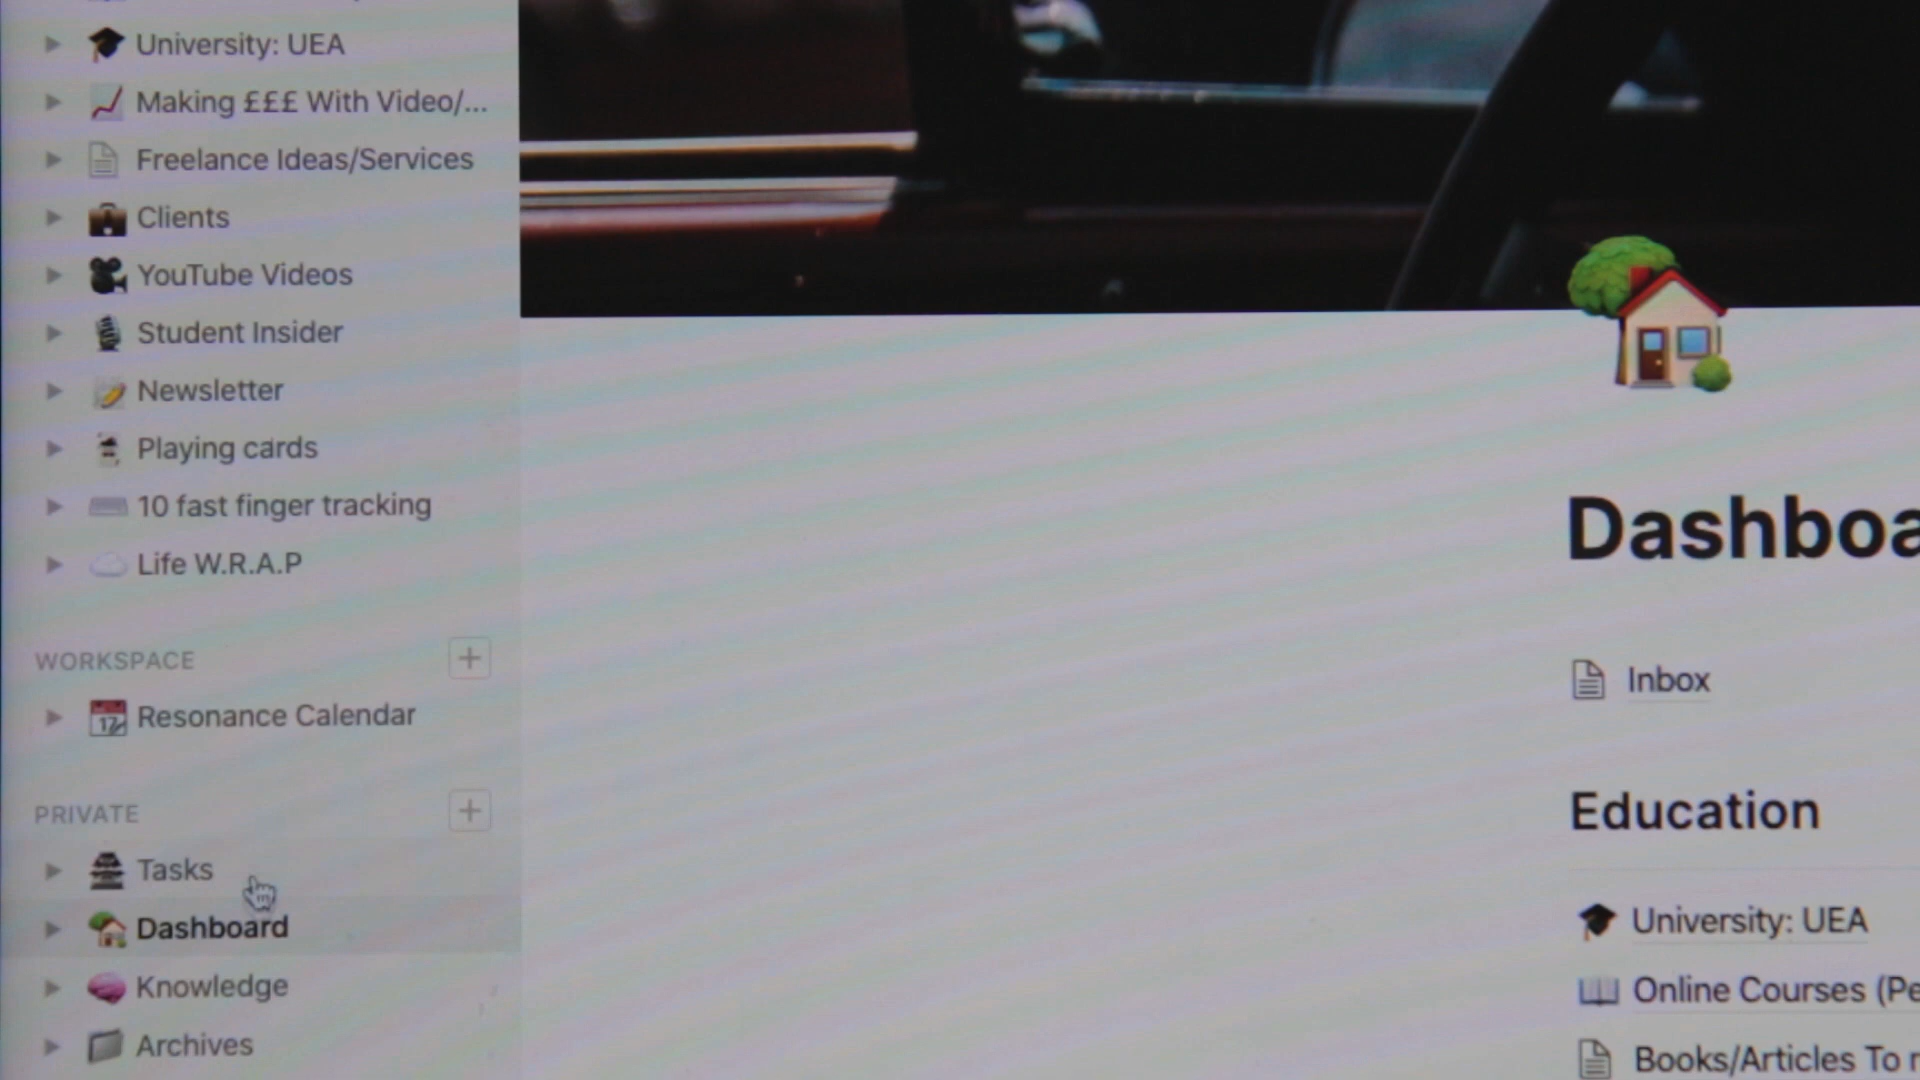 University: UEA
Making £££ With Video/...
Freelance Ideas/Services
Clients
YouTube Videos
Student Insider
Newsletter
Playing cards
10 fast finger tracking
Life W.R.A.P
WORKSPACE
Resonance Calendar
PRIVATE
Tasks
Dashboard
Knowledge
Archives
Dashboa
Inbox
Education
University: UEA
Online Courses (Pe
Books/Articles To r